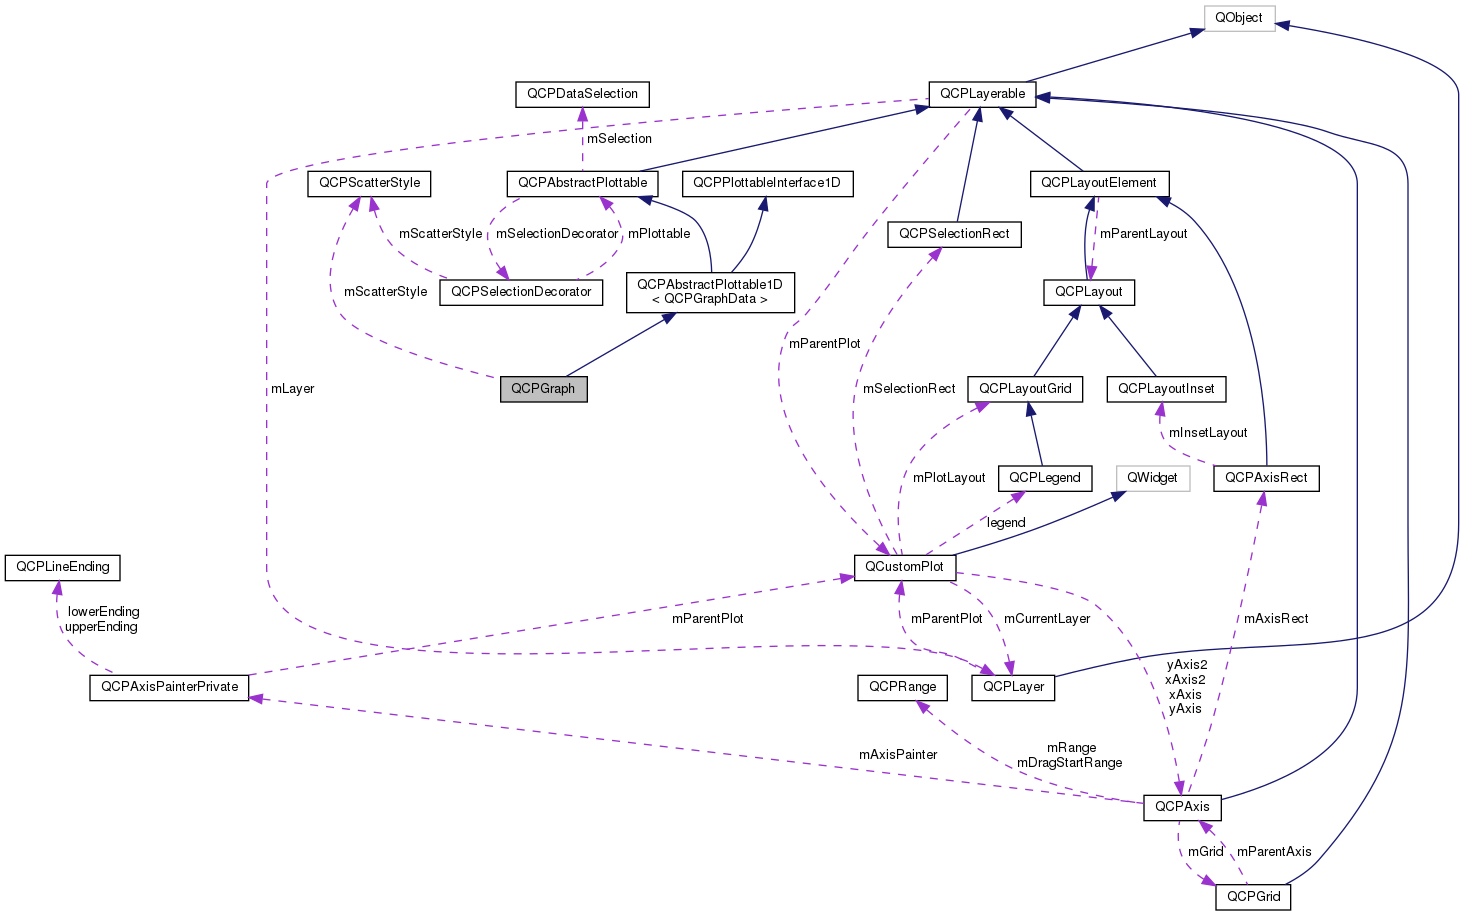 QObject
QCPDataSelection
QCPLayerable
mSelection
QCPScatterStyle
QCPAbstractPlottable
QCPPlottableInterface1D
QCPLayoutElement
mScatterStyle
mSelectionDecorator
mPlottable
QCPSelectionRect
mParentLayout
mScatterStyle
QCPSelectionDecorator
QCPAbstractPlottable1D
< QCPGraphData >
QCPLayout
mParentPlot
mLayer
QCPGraph
mSelectionRect
QCPLayoutGrid
QCPLayoutInset
mInsetLayout
mPlotLayout
QCPLegend
QWidget
QCPAxisRect
legend
QCPLineEnding
QCustomPlot
lowerEnding
upperEnding
mParentPlot
mParentPlot
mCurrentLayer
mAxisRect
yAxis2
xAxis2
xAxis
yAxis
QCPAxisPainterPrivate
QCPRange
QCPLayer
mAxisPainter
mRange
mDragStartRange
QCPAxis
mGrid
mParentAxis
QCPGrid